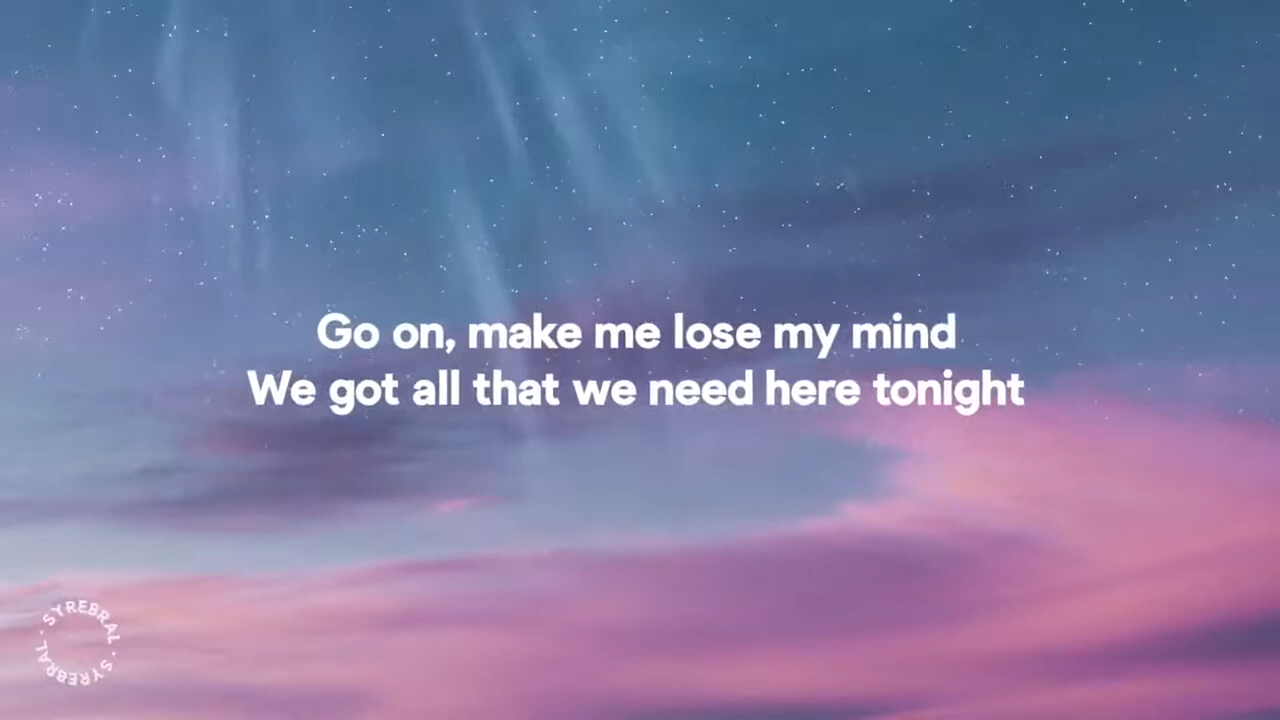 Go on, make me lose my mind
We got all that we need here tonight
SYREBRAL · SYREBRAL ·